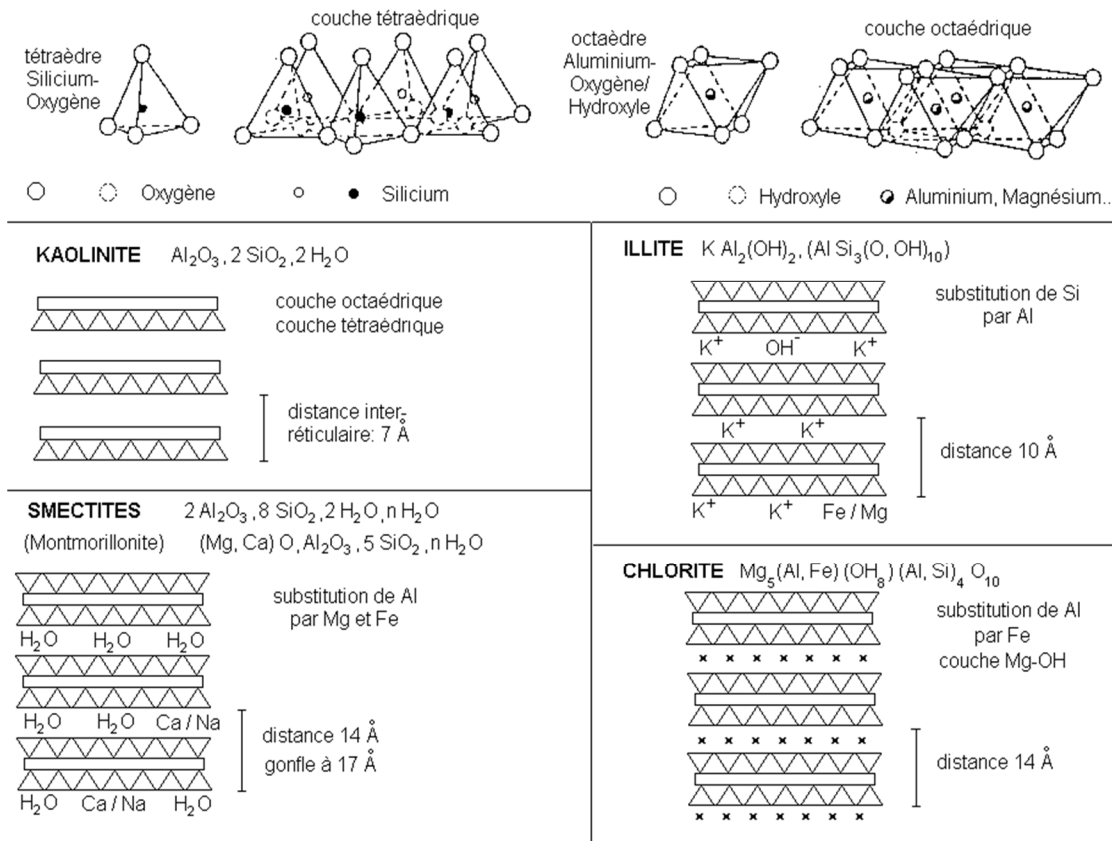 couche tétraèdrique
tétraèdre
Silicium-
Oxygène
octaèdre
Aluminium-
Oxygène/
Hydroxyle
couche octaédrique
Oxygène
Silicium
Hydroxyle
Aluminium, Magnésium..
KAOLINITE Al₂O₃, 2 SiO₂, 2 H₂O
couche octaédrique
couche tétraédrique
distance inter-
réticulaire: 7 Å
ILLITE K Al₂(OH)₂, (Al Si₃(O, OH)₁₀)
substitution de Si
par Al
K⁺ OH⁻ K⁺
K⁺ K⁺
distance 10 Å
K⁺ K⁺ Fe / Mg
SMECTITES 2 Al₂O₃, 8 SiO₂, 2 H₂O, n H₂O
(Montmorillonite) (Mg, Ca) O, Al₂O₃, 5 SiO₂, n H₂O
substitution de Al
par Mg et Fe
H₂O H₂O H₂O
H₂O H₂O Ca / Na
distance 14 Å
gonfle à 17 Å
H₂O Ca / Na H₂O
CHLORITE Mg₅(Al, Fe) (OH₈) (Al, Si)₄ O₁₀
substitution de Al
par Fe
couche Mg-OH
distance 14 Å